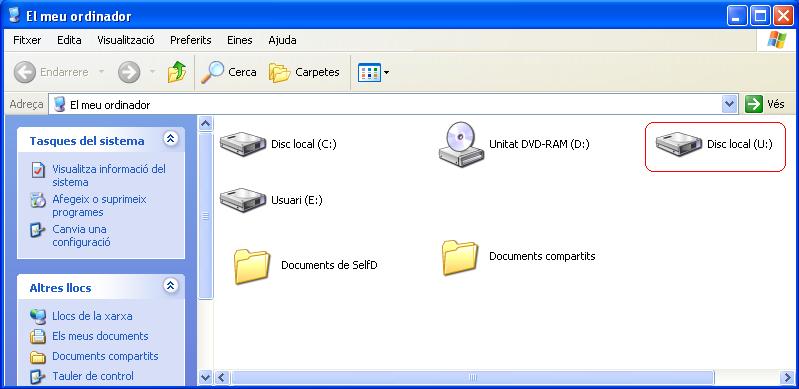 El meu ordinador
Fitxer Edita Visualització Preferits Eines Ajuda
Endarrere Cerca Carpetes
Adreça El meu ordinador Vés
Tasques del sistema
Visualitza informació del
sistema
Afegeix o suprimeix
programes
Canvia una
configuració
Altres llocs
Llocs de la xarxa
Els meus documents
Documents compartits
Tauler de control
Disc local (C:)
Unitat DVD-RAM (D:)
Disc local (U:)
Usuari (E:)
Documents de SelfD
Documents compartits